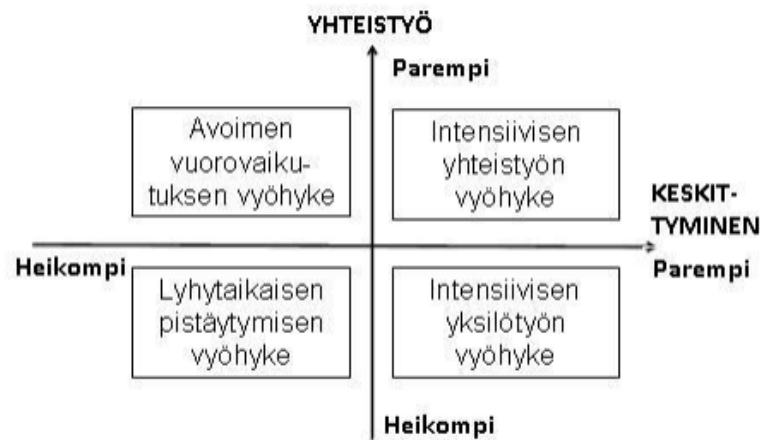 YHTEISTYÖ
Parempi
Avoimen
vuorovaiku-
tuksen vyöhyke
Intensiivisen
yhteistyön
vyöhyke
KESKIT-
TYMINEN
Heikompi
Parempi
Lyhytaikaisen
pistäytymisen
vyöhyke
Intensiivisen
yksilötyön
vyöhyke
Heikompi